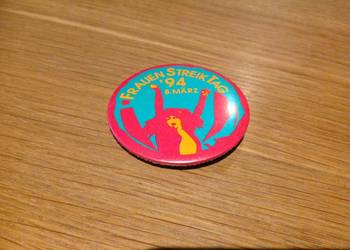 FRAUEN STREIK TAG
'94
8. MÄRZ